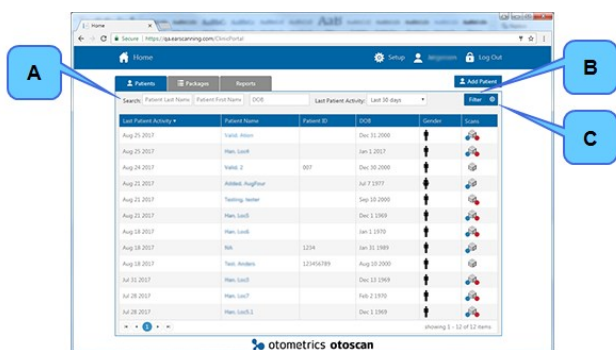 Home
Secure https://qa.earscanning.com/ClinicPortal
Home Setup Log Out
A
B
C
Patients Packages Reports Add Patient
Search: Patient Last Name Patient First Name DOB Last Patient Activity: Last 30 days Filter
Last Patient Activity Patient Name Patient ID DOB Gender Scans
Aug 25 2017 Valid, Alton Dec 31 2000
Aug 25 2017 Han, Loc4 Jan 1 2017
Aug 24 2017 Valid, 2 007 Dec 30 2000
Aug 21 2017 Added, AugFour Jul 7 1977
Aug 21 2017 Testing, tester Sep 10 2000
Aug 21 2017 Han, Loc5 Dec 1 1969
Aug 18 2017 Han, Loc6 Jan 1 1970
Aug 18 2017 NA 1234 Jan 31 1989
Aug 18 2017 Test, Anders 123456789 Aug 10 2000
Jul 31 2017 Han, Loc3 Dec 13 1969
Jul 28 2017 Han, Loc7 Feb 2 1970
Jul 28 2017 Han, Loc5.1 Dec 1 1969
1 showing 1 - 12 of 12 items
otometrics otoscan